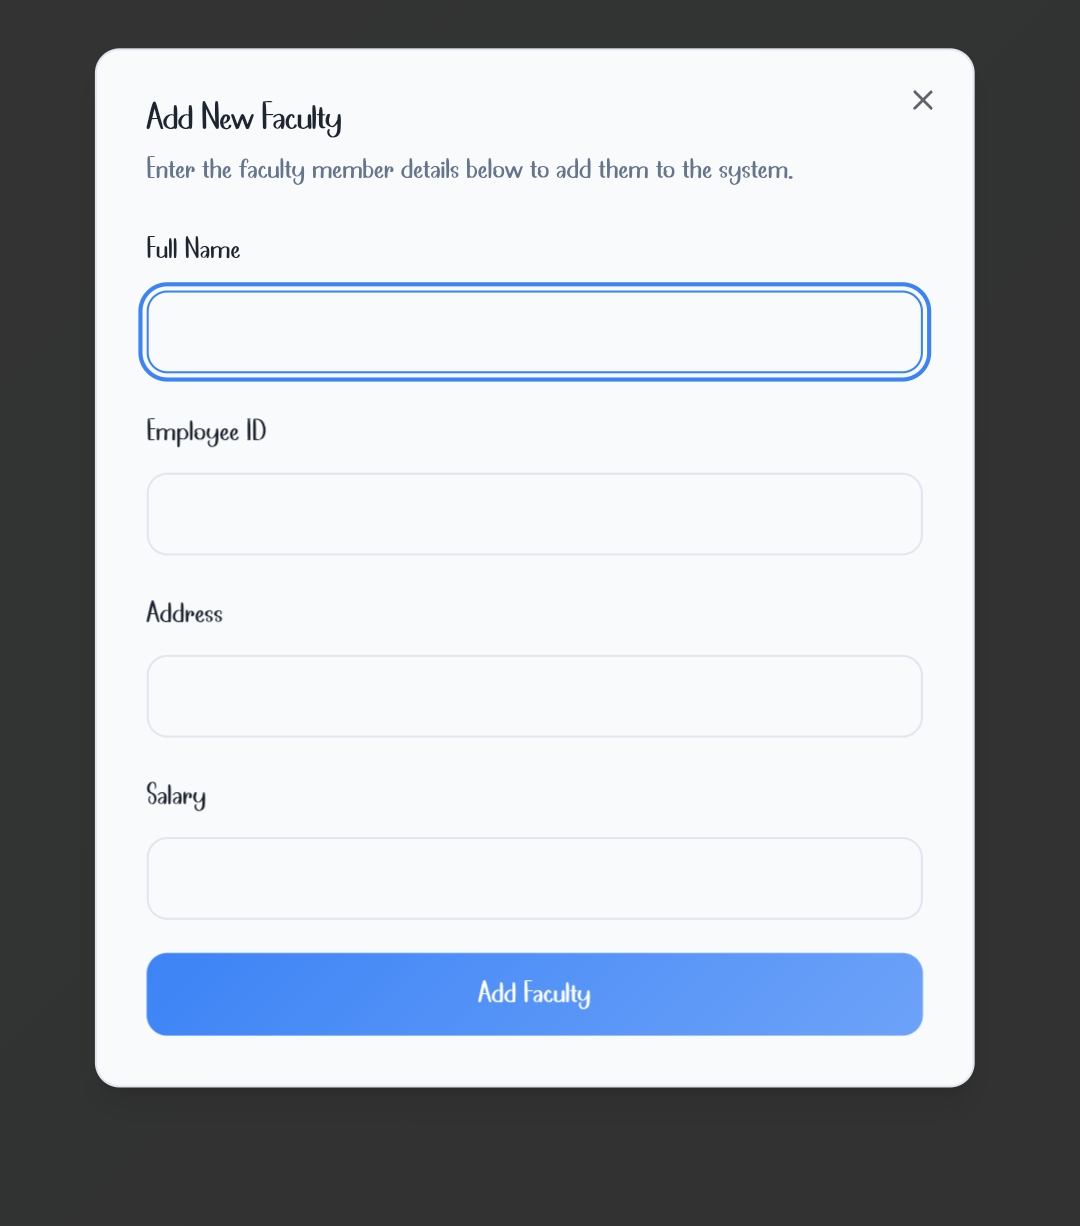 Add New Faculty
Enter the faculty member details below to add them to the system.
Full Name
Employee ID
Address
Salary
Add Faculty